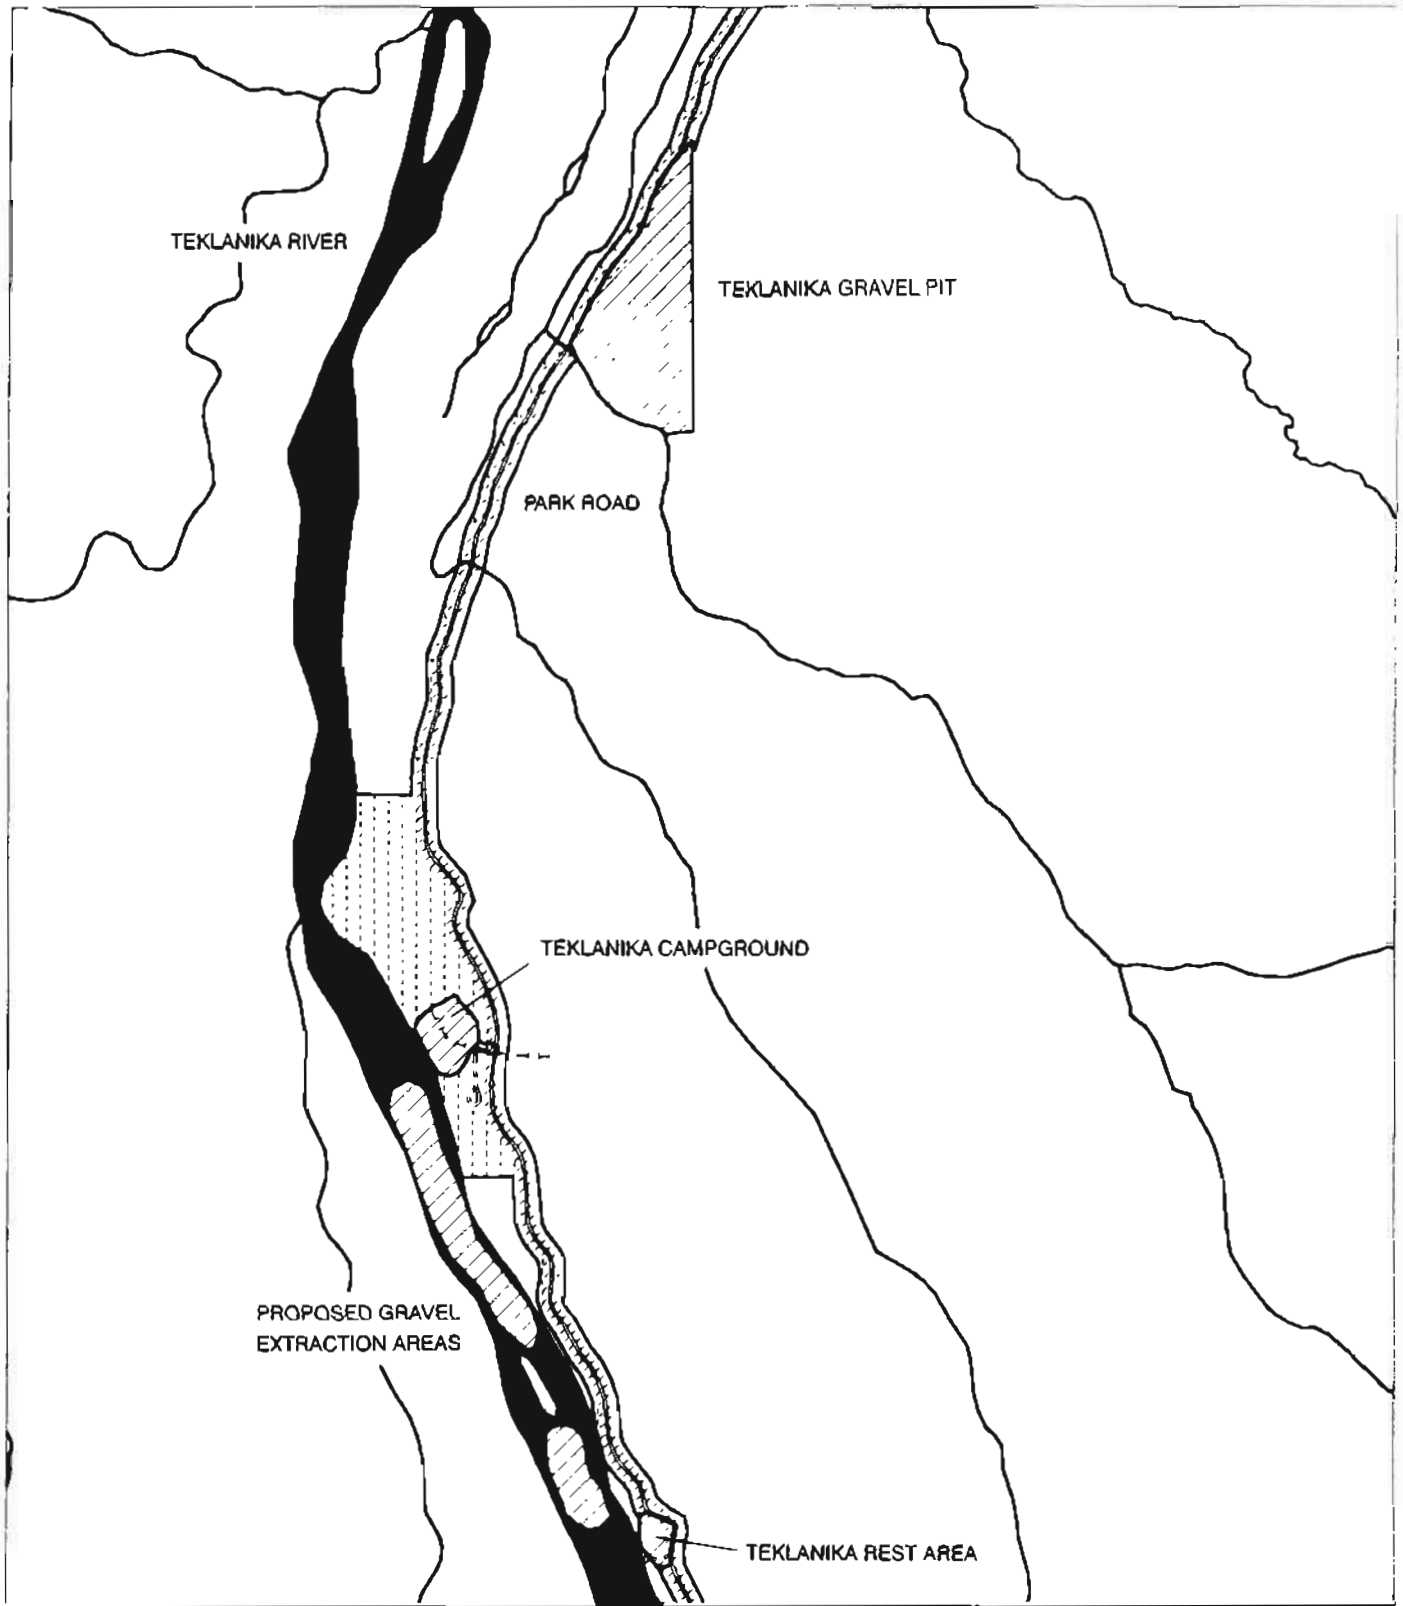 TEKLANIKA RIVER
TEKLANIKA GRAVEL PIT
PARK ROAD
TEKLANIKA CAMPGROUND
PROPOSED GRAVEL
EXTRACTION AREAS
TEKLANIKA REST AREA